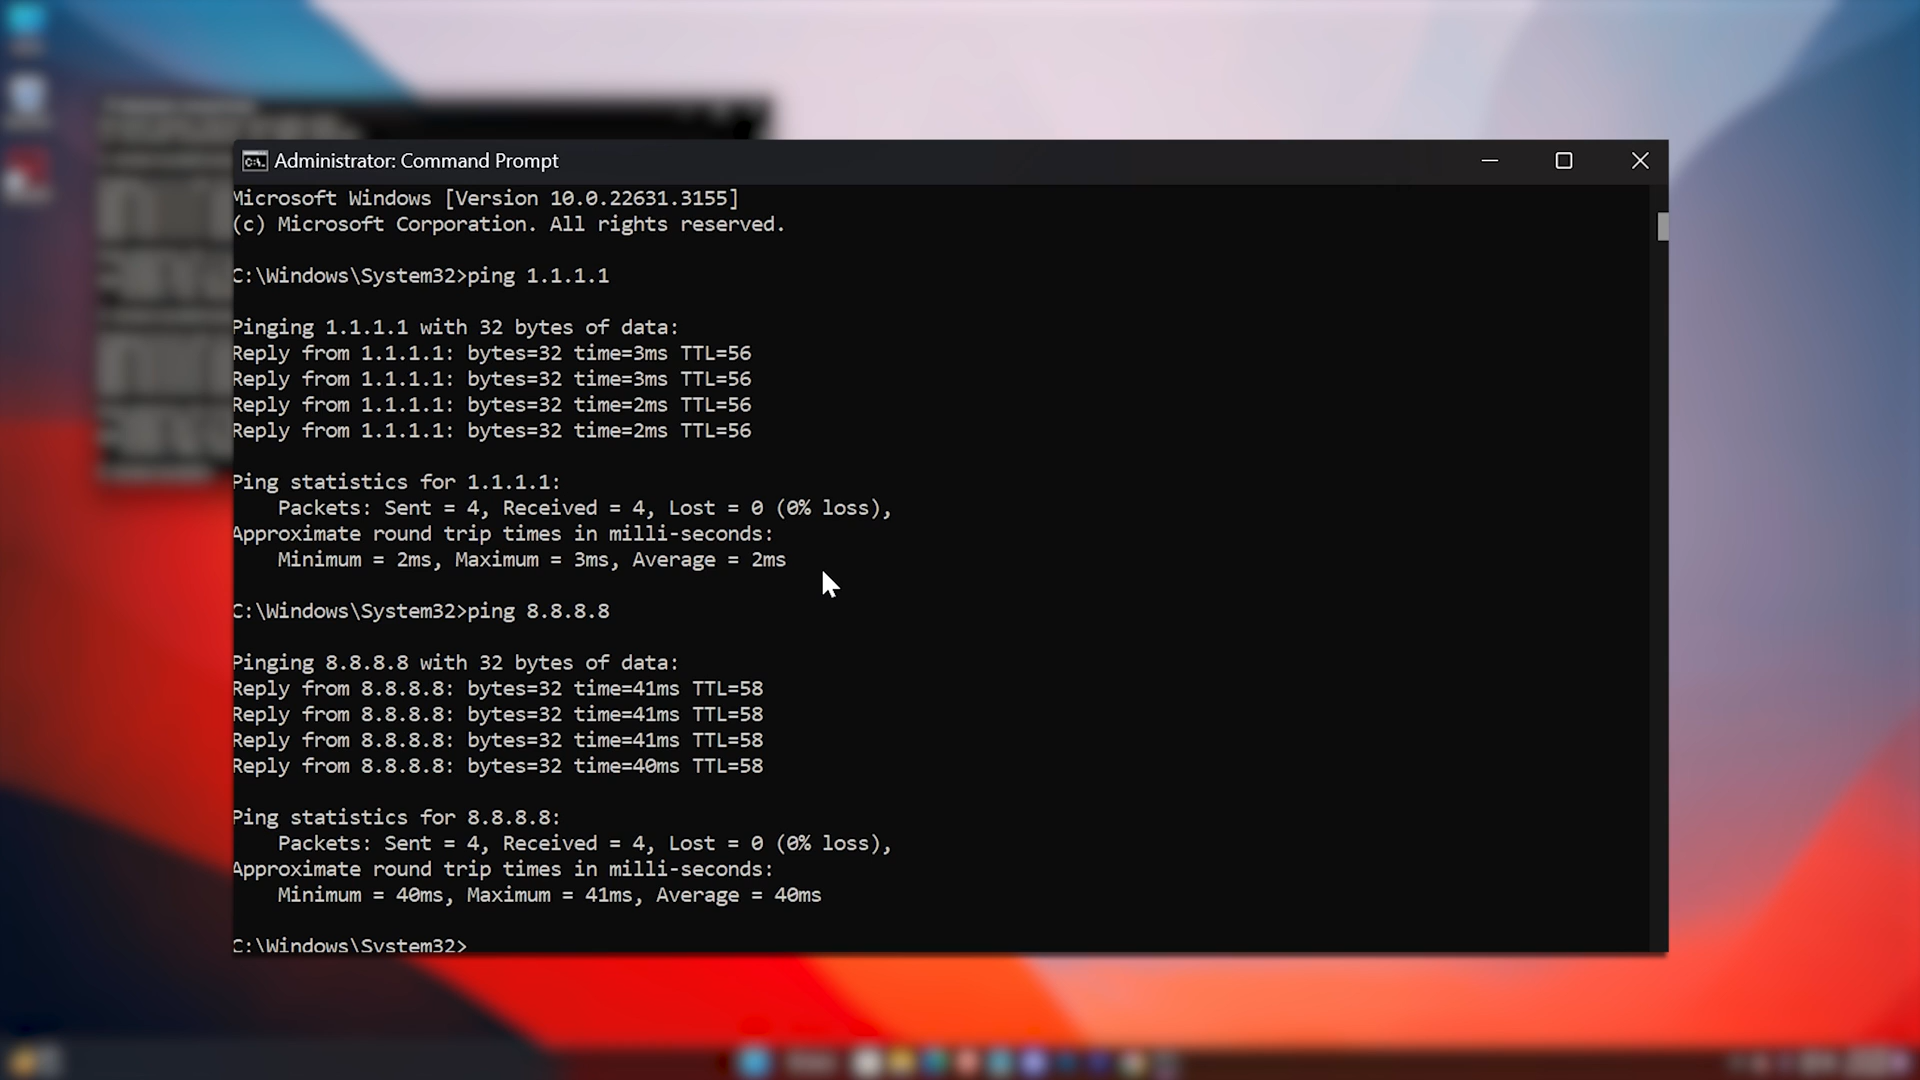 Administrator: Command Prompt
Microsoft Windows [Version 10.0.22631.3155]
(c) Microsoft Corporation. All rights reserved.
C:\Windows\System32>ping 1.1.1.1
Pinging 1.1.1.1 with 32 bytes of data:
Reply from 1.1.1.1: bytes=32 time=3ms TTL=56
Reply from 1.1.1.1: bytes=32 time=3ms TTL=56
Reply from 1.1.1.1: bytes=32 time=2ms TTL=56
Reply from 1.1.1.1: bytes=32 time=2ms TTL=56
Ping statistics for 1.1.1.1:
Packets: Sent = 4, Received = 4, Lost = 0 (0% loss),
Approximate round trip times in milli-seconds:
Minimum = 2ms, Maximum = 3ms, Average = 2ms
C:\Windows\System32>ping 8.8.8.8
Pinging 8.8.8.8 with 32 bytes of data:
Reply from 8.8.8.8: bytes=32 time=41ms TTL=58
Reply from 8.8.8.8: bytes=32 time=41ms TTL=58
Reply from 8.8.8.8: bytes=32 time=41ms TTL=58
Reply from 8.8.8.8: bytes=32 time=40ms TTL=58
Ping statistics for 8.8.8.8:
Packets: Sent = 4, Received = 4, Lost = 0 (0% loss),
Approximate round trip times in milli-seconds:
Minimum = 40ms, Maximum = 41ms, Average = 40ms
C:\Windows\System32>